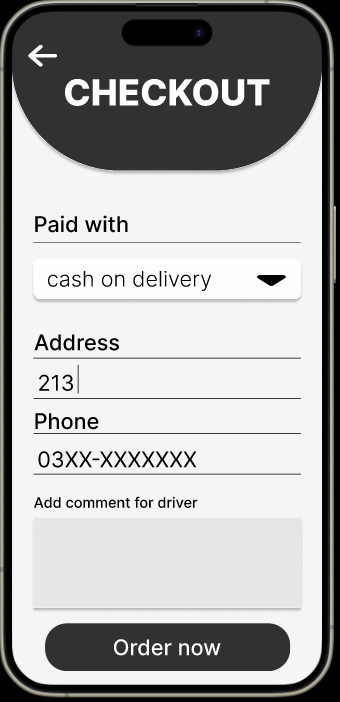 CHECKOUT
Paid with
cash on delivery
Address
213
Phone
03XX-XXXXXXX
Add comment for driver
Order now